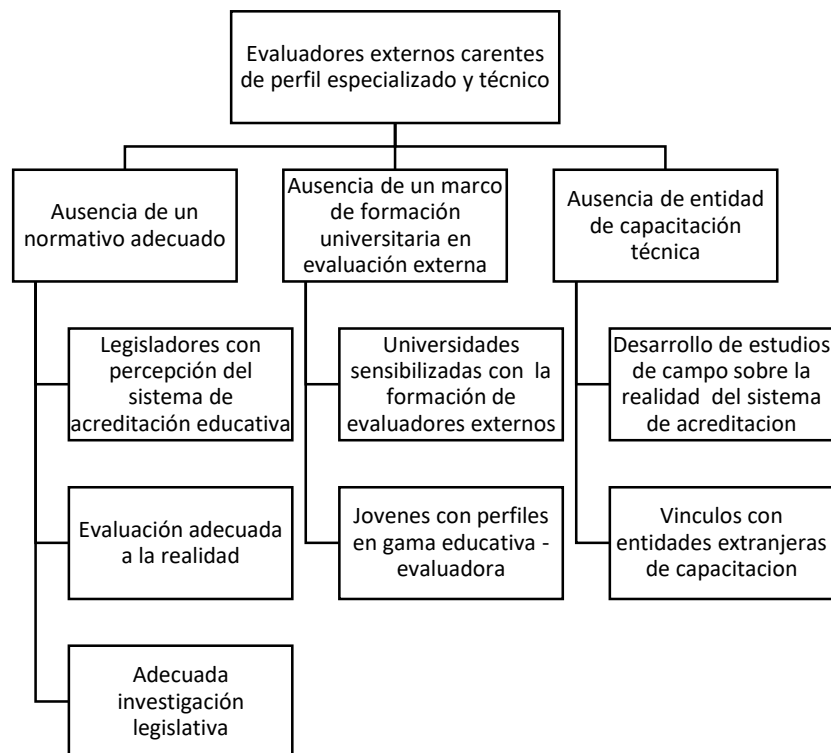 Evaluadores externos carentes
de perfil especializado y técnico
Ausencia de un
normativo adecuado
Ausencia de un marco
de formación
universitaria en
evaluación externa
Ausencia de entidad
de capacitación
técnica
Legisladores con
percepción del
sistema de
acreditación educativa
Universidades
sensibilizadas con la
formación de
evaluadores externos
Desarrollo de estudios
de campo sobre la
realidad del sistema
de acreditacion
Evaluación adecuada
a la realidad
Jovenes con perfiles
en gama educativa -
evaluadora
Vinculos con
entidades extranjeras
de capacitacion
Adecuada
investigación
legislativa